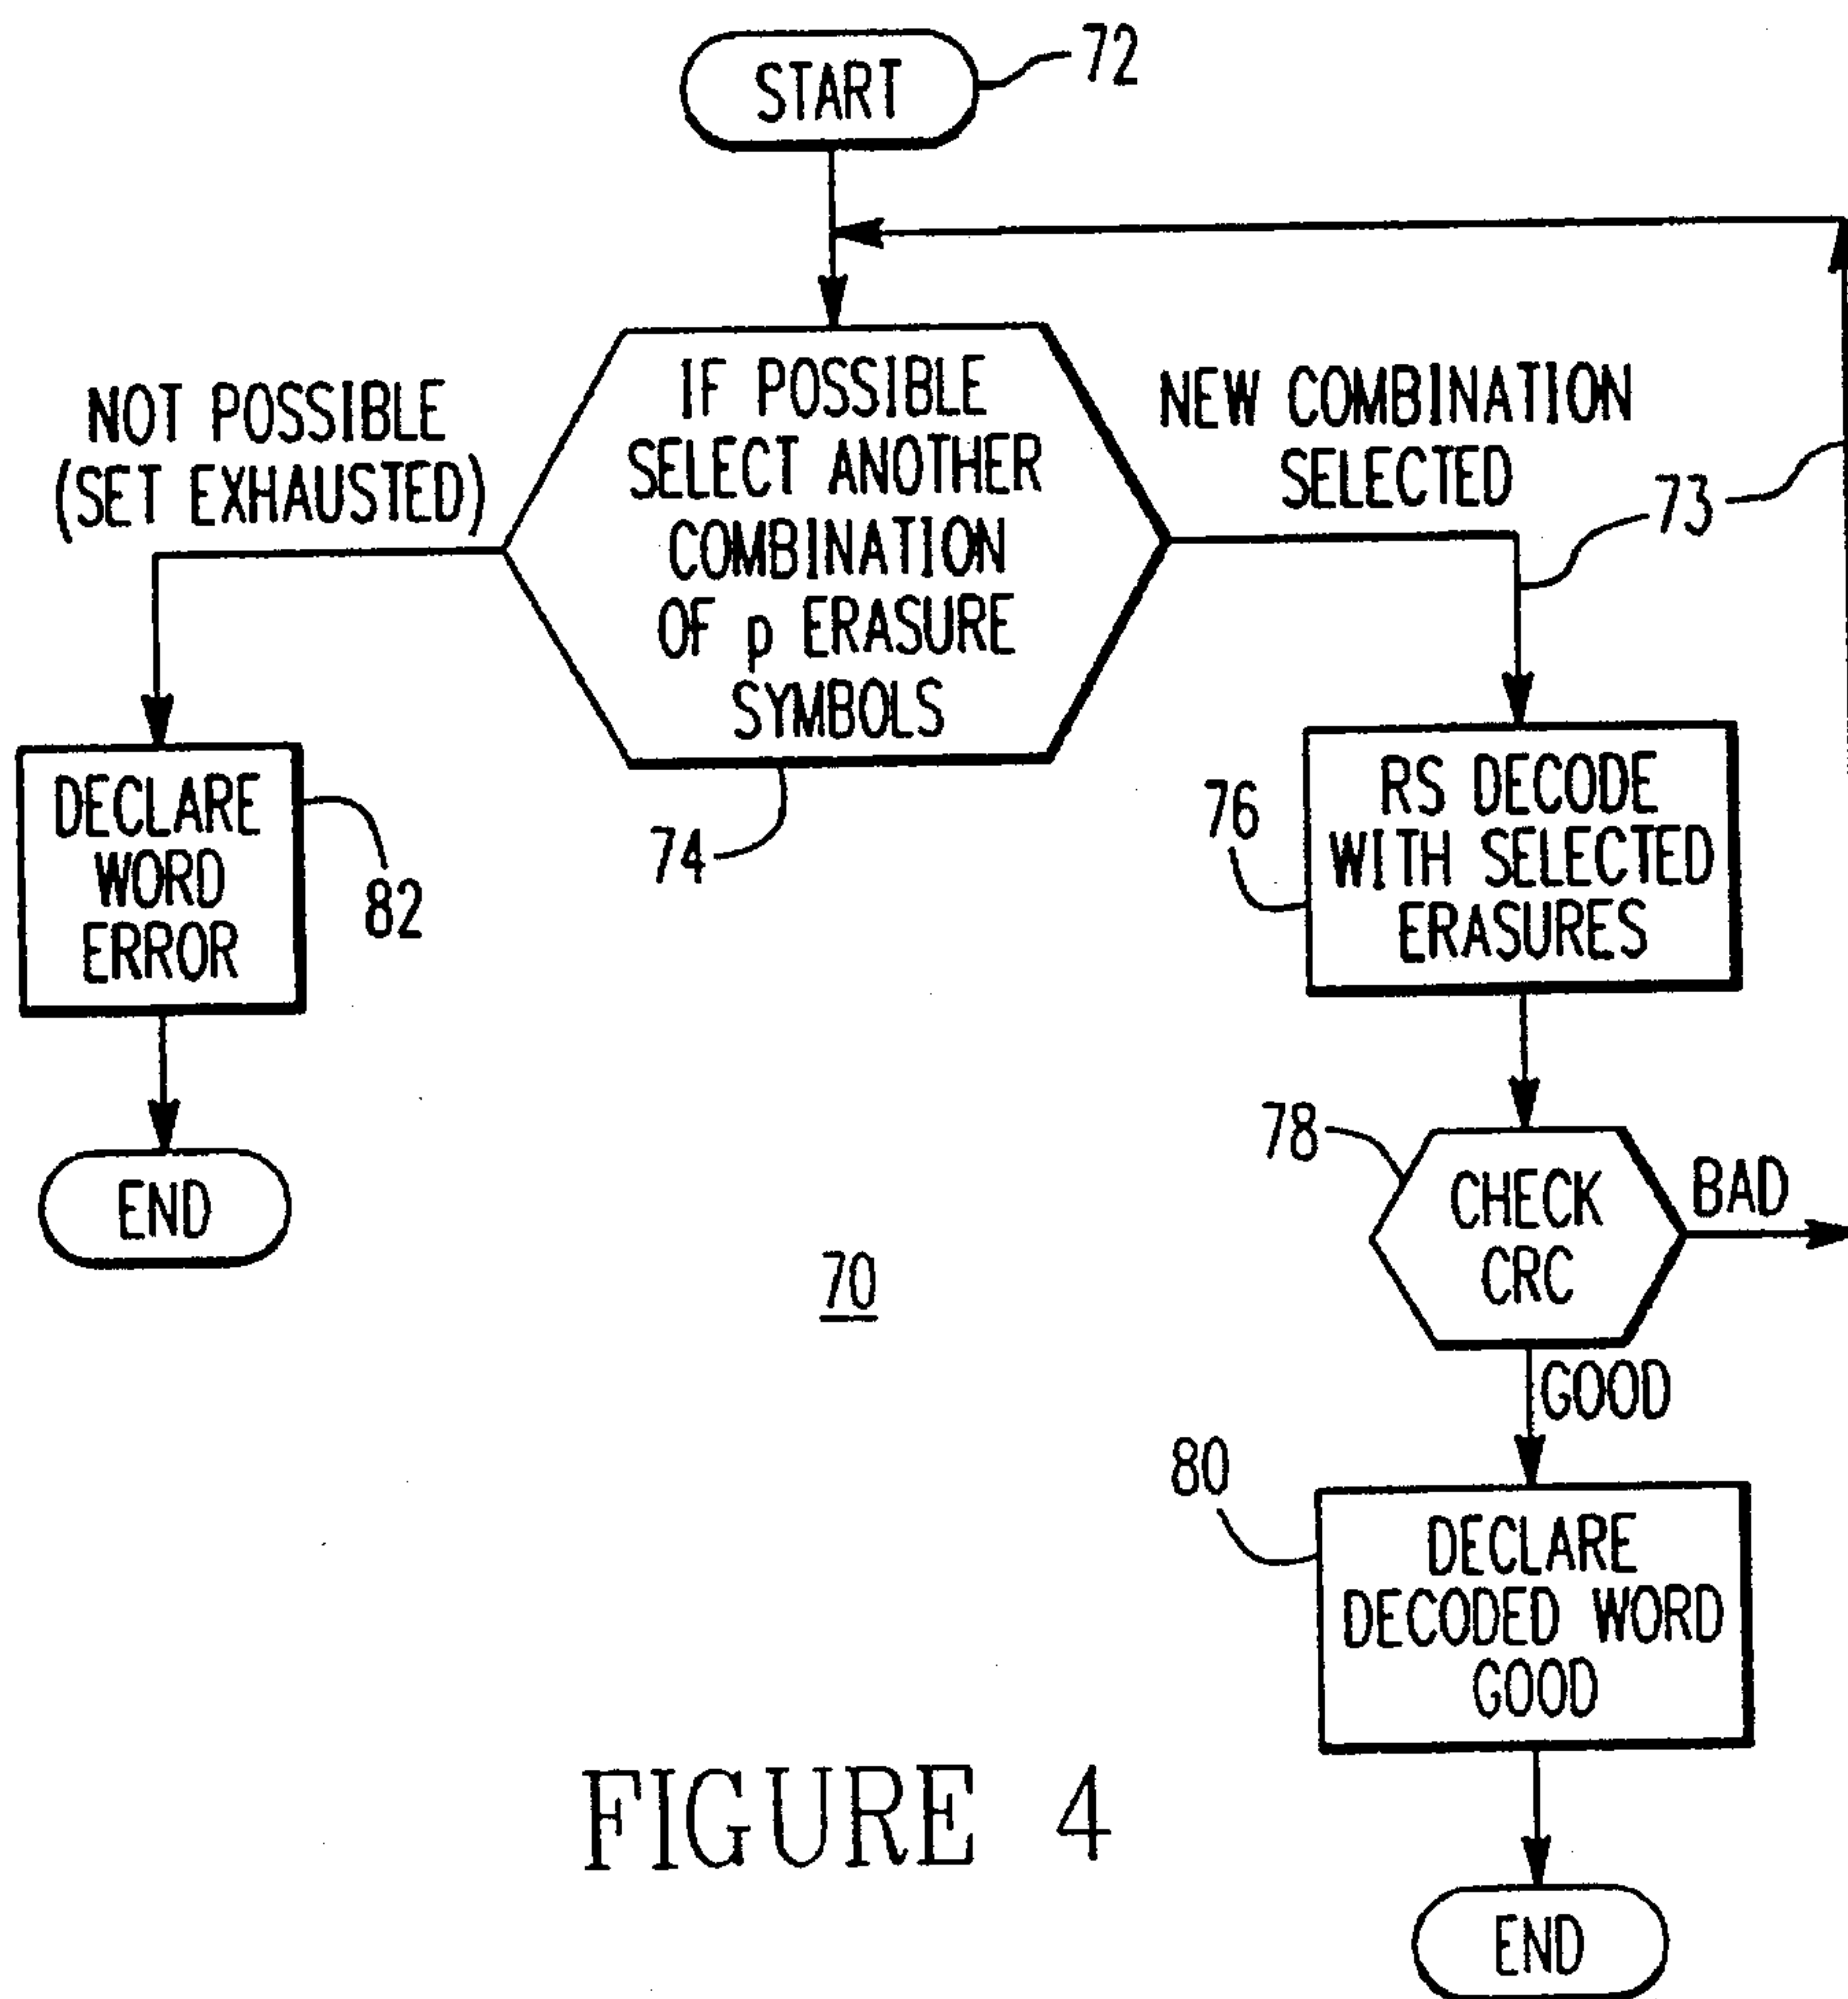 START
72
IF POSSIBLE
SELECT ANOTHER
COMBINATION
OF p ERASURE
SYMBOLS
74
NOT POSSIBLE
(SET EXHAUSTED)
NEW COMBINATION
SELECTED
73
DECLARE
WORD
ERROR
82
END
RS DECODE
WITH SELECTED
ERASURES
76
CHECK
CRC
78
BAD
GOOD
70
DECLARE
DECODED WORD
GOOD
80
END
FIGURE 4